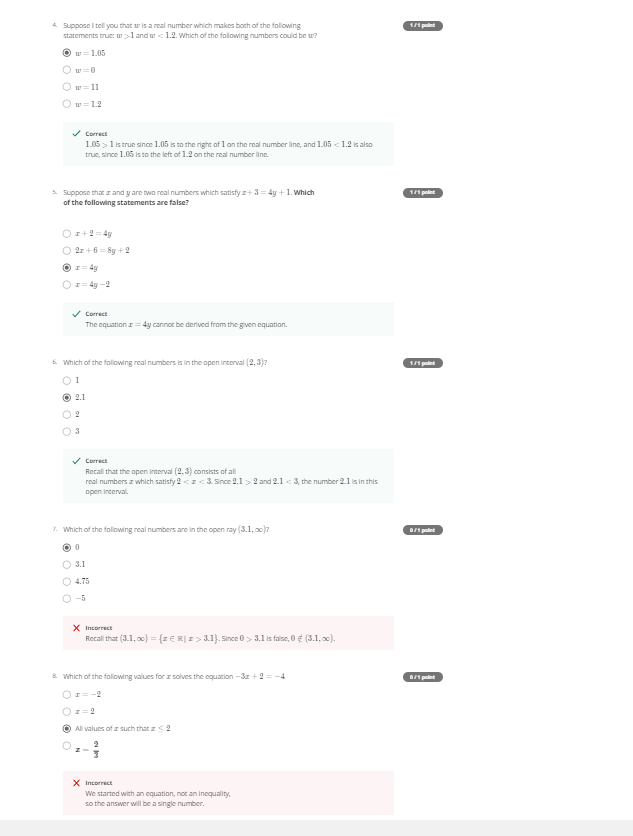 4. Suppose I tell you that w is a real number which makes both of the following 1 / 1 point
statements true: w > 1 and w < 1.2. Which of the following numbers could be w?
w = 1.05
w = 0
w = 11
w = 1.2
Correct
1.05 > 1 is true since 1.05 is to the right of 1 on the real number line, and 1.05 < 1.2 is also
true, since 1.05 is to the left of 1.2 on the real number line.
5. Suppose that x and y are two real numbers which satisfy x + 3 = 4y + 1. Which 1 / 1 point
of the following statements are false?
x + 2 = 4y
2x + 6 = 8y + 2
x = 4y
x = 4y − 2
Correct
The equation x = 4y cannot be derived from the given equation.
6. Which of the following real numbers is in the open interval (2, 3)? 1 / 1 point
1
2.1
2
3
Correct
Recall that the open interval (2, 3) consists of all
real numbers x which satisfy 2 < x < 3. Since 2.1 > 2 and 2.1 < 3, the number 2.1 is in this
open interval.
7. Which of the following real numbers are in the open ray (3.1, ∞)? 0 / 1 point
0
3.1
4.75
−5
Incorrect
Recall that (3.1, ∞) = {x ∈ ℝ | x > 3.1}. Since 0 > 3.1 is false, 0 ∉ (3.1, ∞).
8. Which of the following values for x solves the equation −3x + 2 = −4 0 / 1 point
x = −2
x = 2
All values of x such that x ≤ 2
x = 2/3
Incorrect
We started with an equation, not an inequality,
so the answer will be a single number.